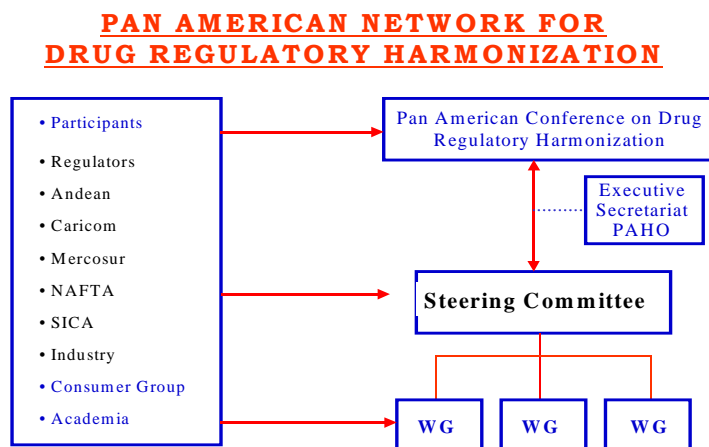 PAN AMERICAN NETWORK FOR
DRUG REGULATORY HARMONIZATION
• Participants
• Regulators
• Andean
• Caricom
• Mercosur
• NAFTA
• SICA
• Industry
• Consumer Group
• Academia
Pan American Conference on Drug
Regulatory Harmonization
Executive
Secretariat
PAHO
Steering Committee
WG
WG
WG